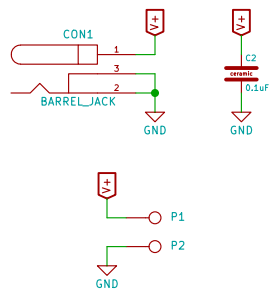 V+
V+
CON1
1
3
2
BARREL_JACK
C2
ceramic
0.1uF
GND
GND
V+
P1
P2
GND